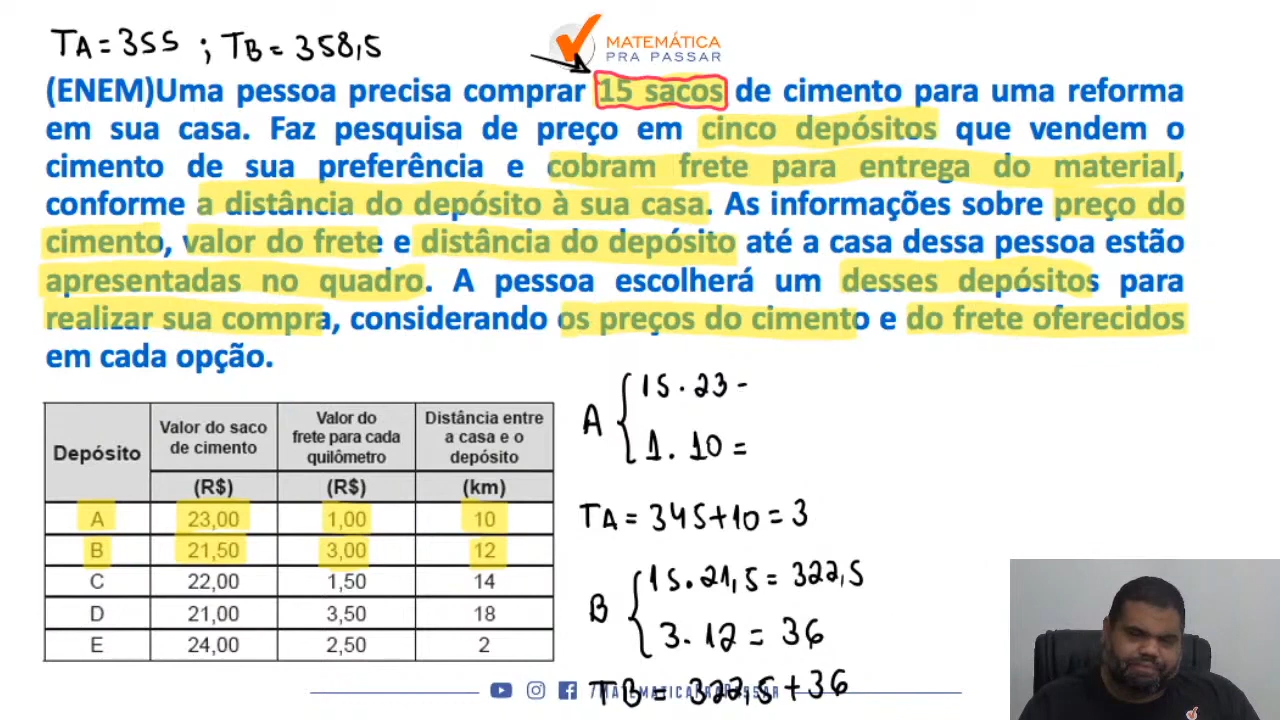 TA = 355 ; TB = 358,5
MATEMÁTICA
PRA PASSAR
(ENEM)Uma pessoa precisa comprar 15 sacos de cimento para uma reforma
em sua casa. Faz pesquisa de preço em cinco depósitos que vendem o
cimento de sua preferência e cobram frete para entrega do material,
conforme a distância do depósito à sua casa. As informações sobre preço do
cimento, valor do frete e distância do depósito até a casa dessa pessoa estão
apresentadas no quadro. A pessoa escolherá um desses depósitos para
realizar sua compra, considerando os preços do cimento e do frete oferecidos
em cada opção.
Depósito
Valor do saco
de cimento
(R$)
Valor do
frete para cada
quilômetro
(R$)
Distância entre
a casa e o
depósito
(km)
A 23,00 1,00 10
B 21,50 3,00 12
C 22,00 1,50 14
D 21,00 3,50 18
E 24,00 2,50 2
A { 15 . 23 -
1 . 10 =
TA = 345+10 = 3
B { 15 . 21,5 = 322,5
3 . 12 = 36
TB = 322,5 + 36
/MATEMATICAPRAPASSAR